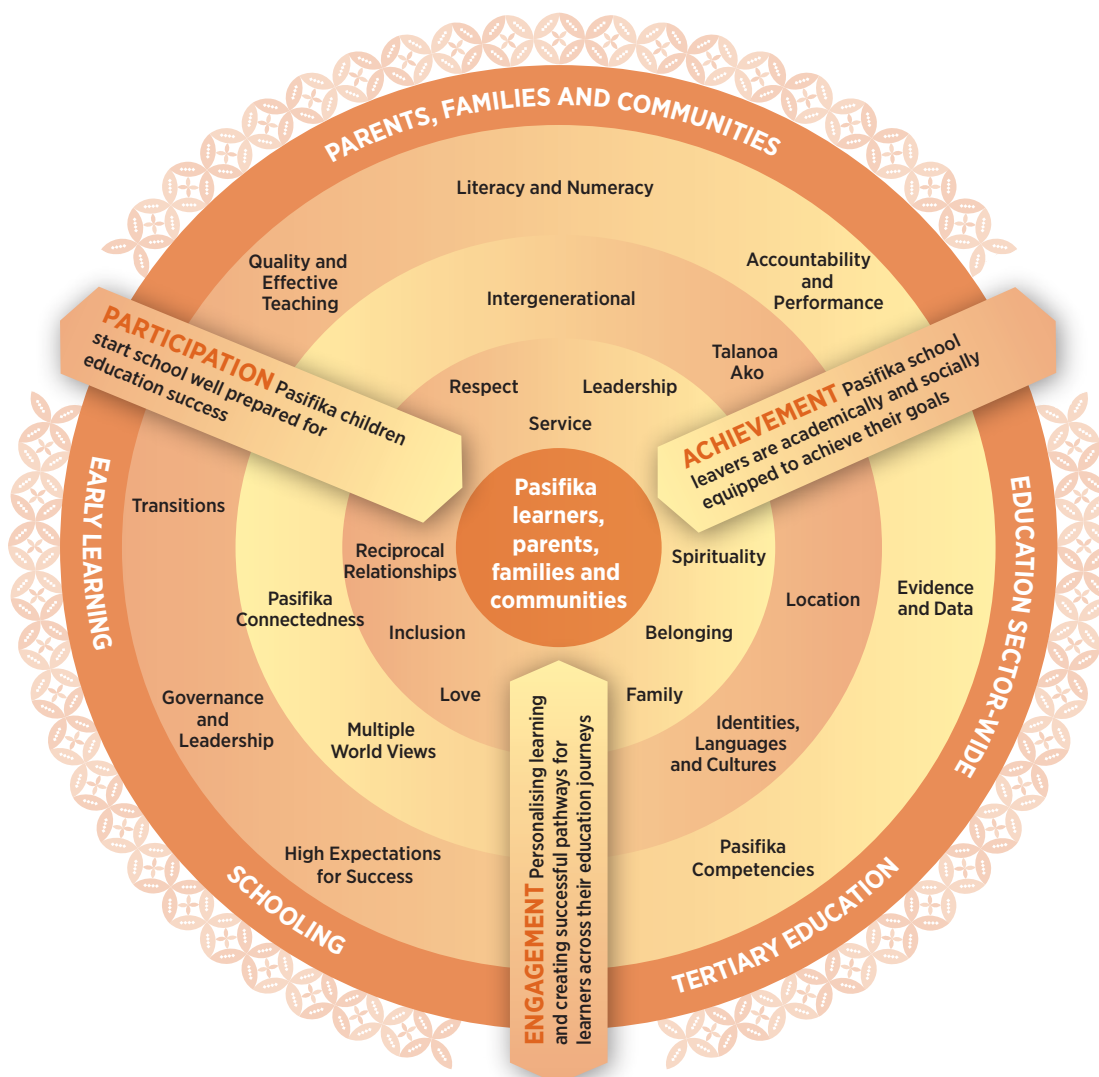 PARENTS, FAMILIES AND COMMUNITIES
Literacy and Numeracy
Quality and
Effective
Teaching
Accountability
and
Performance
Intergenerational
Talanoa
Ako
PARTICIPATION Pasifika children
start school well prepared for
education success
ACHIEVEMENT Pasifika school
leavers are academically and socially
equipped to achieve their goals
Respect
Leadership
Service
EARLY LEARNING
EDUCATION SECTOR-WIDE
Transitions
Pasifika
learners,
parents,
families and
communities
Reciprocal
Relationships
Spirituality
Pasifika
Connectedness
Location
Evidence
and Data
Inclusion
Belonging
Love
Family
Governance
and
Leadership
Multiple
World Views
Identities,
Languages
and Cultures
High Expectations
for Success
Pasifika
Competencies
ENGAGEMENT Personalising learning
and creating successful pathways for
learners across their education journeys
SCHOOLING
TERTIARY EDUCATION